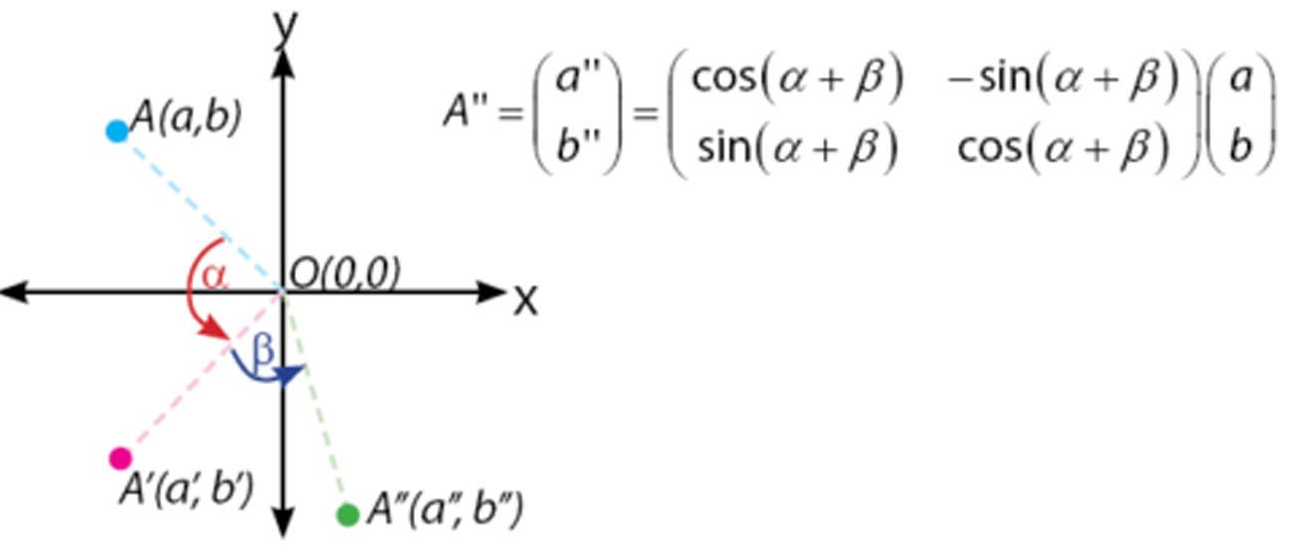 y
A(a,b)
A" = (a" b") = (cos(α + β) −sin(α + β) sin(α + β) cos(α + β))(a b)
α
O(0,0)
x
β
A′(a′, b′)
A″(a″, b″)